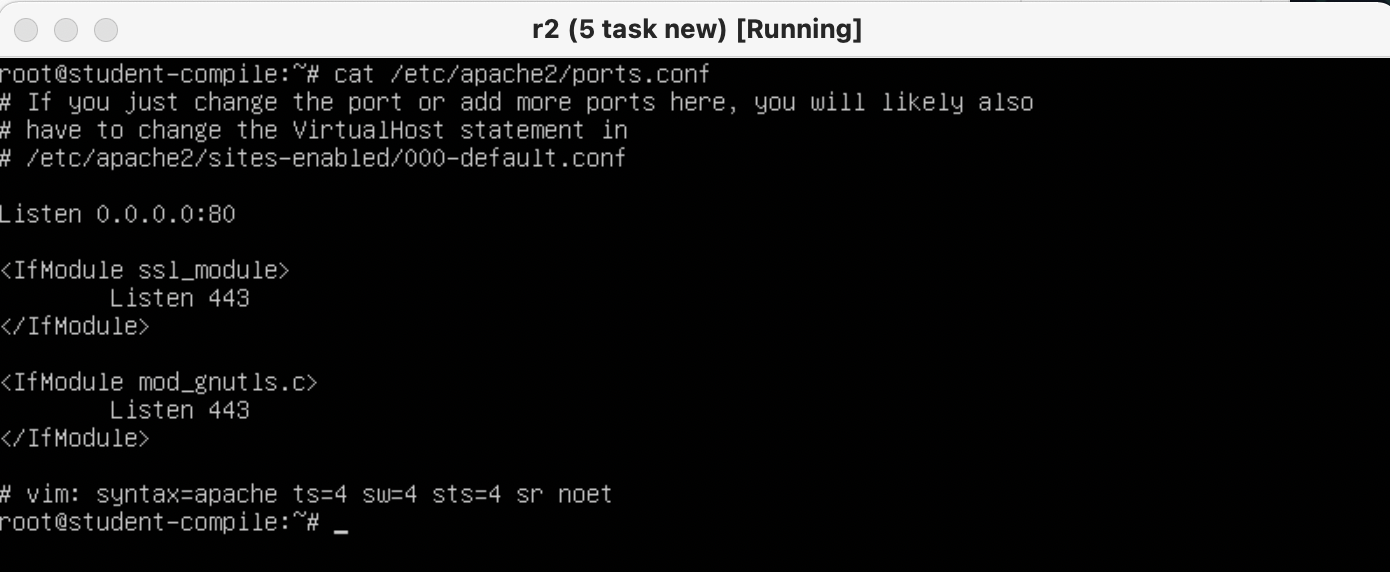 r2 (5 task new) [Running]
root@student-compile:~# cat /etc/apache2/ports.conf
# If you just change the port or add more ports here, you will likely also
# have to change the VirtualHost statement in
# /etc/apache2/sites-enabled/000-default.conf
Listen 0.0.0.0:80
<IfModule ssl_module>
        Listen 443
</IfModule>
<IfModule mod_gnutls.c>
        Listen 443
</IfModule>
# vim: syntax=apache ts=4 sw=4 sts=4 sr noet
root@student-compile:~# _